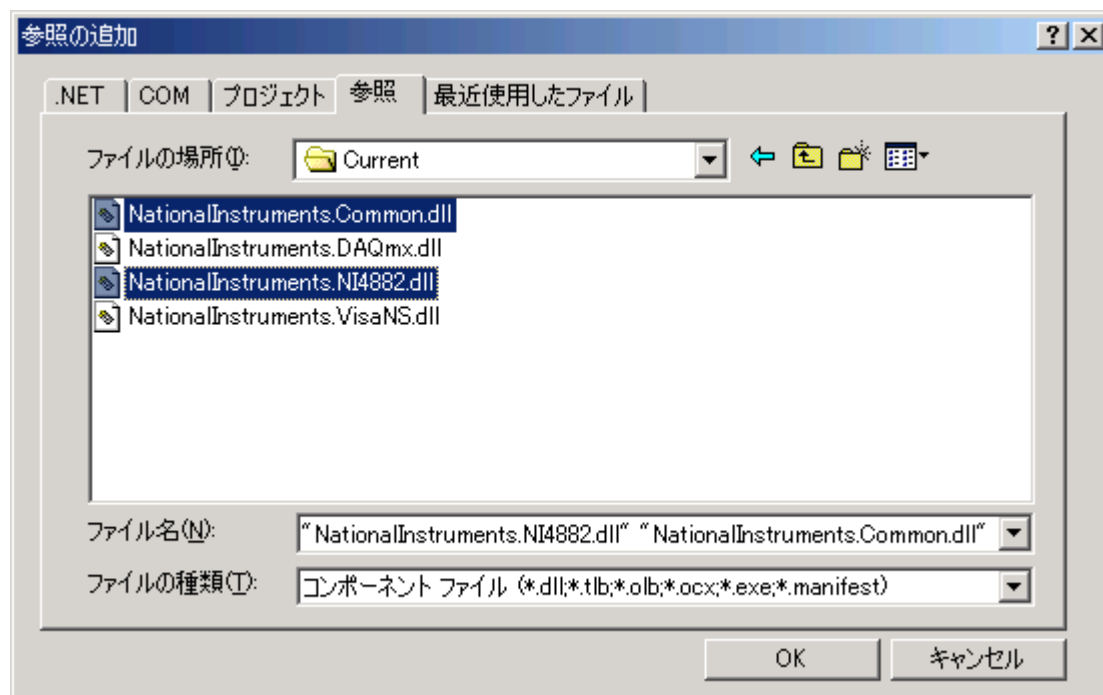 参照の追加
.NET COM プロジェクト 参照 最近使用したファイル
ファイルの場所(I): Current
NationalInstruments.Common.dll
NationalInstruments.DAQmx.dll
NationalInstruments.NI4882.dll
NationalInstruments.VisaNS.dll
ファイル名(N): "NationalInstruments.NI4882.dll" "NationalInstruments.Common.dll"
ファイルの種類(T): コンポーネント ファイル (*.dll;*.tlb;*.olb;*.ocx;*.exe;*.manifest)
OK キャンセル